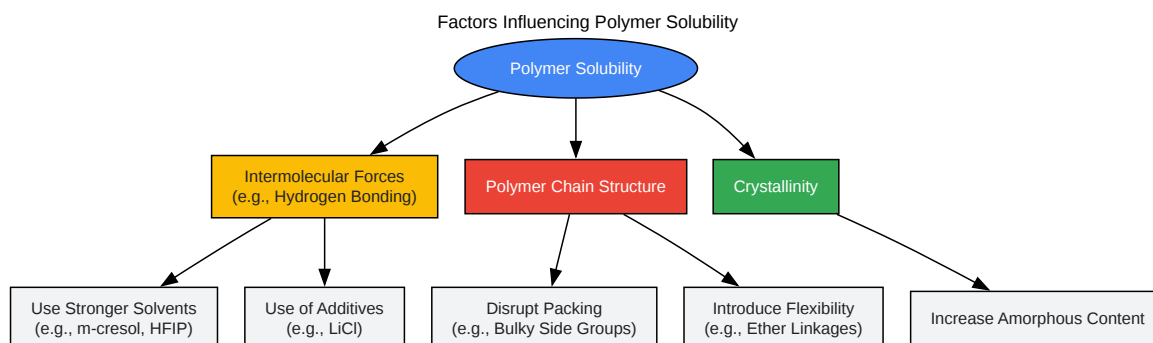 Factors Influencing Polymer Solubility
Polymer Solubility
Intermolecular Forces
(e.g., Hydrogen Bonding)
Polymer Chain Structure
Crystallinity
Use Stronger Solvents
(e.g., m-cresol, HFIP)
Use of Additives
(e.g., LiCl)
Disrupt Packing
(e.g., Bulky Side Groups)
Introduce Flexibility
(e.g., Ether Linkages)
Increase Amorphous Content